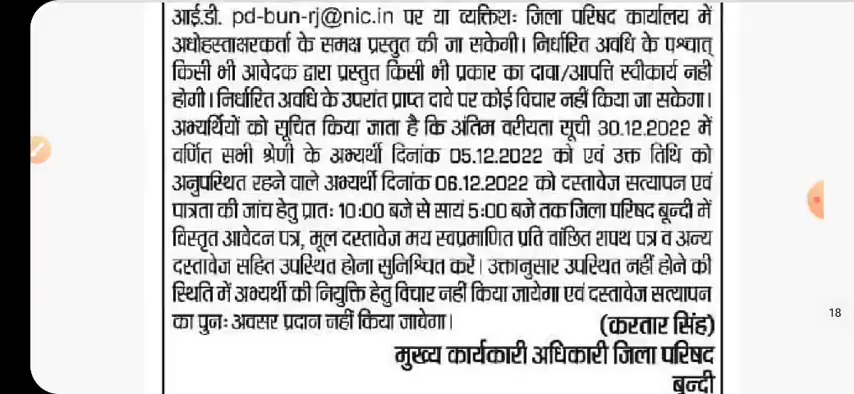 आई.डी. pd-bun-rj@nic.in पर या व्यक्तिशः जिला परिषद कार्यालय में
अधोहस्ताक्षरकर्ता के समक्ष प्रस्तुत की जा सकेगी। निर्धारित अवधि के पश्चात्
किसी भी आवेदक द्वारा प्रस्तुत किसी भी प्रकार का दावा/आपत्ति स्वीकार्य नही
होगी। निर्धारित अवधि के उपरांत प्राप्त दावे पर कोई विचार नहीं किया जा सकेगा।
अभ्यर्थियों को सूचित किया जाता है कि अंतिम वरीयता सूची 30.12.2022 में
वर्णित सभी श्रेणी के अभ्यर्थी दिनांक 05.12.2022 को एवं उक्त तिथि को
अनुपस्थित रहने वाले अभ्यर्थी दिनांक 06.12.2022 को दस्तावेज सत्यापन एवं
पात्रता की जांच हेतु प्रातः 10:00 बजे से सायं 5:00 बजे तक जिला परिषद बून्दी में
विस्तृत आवेदन पत्र, मूल दस्तावेज मय स्वप्रमाणित प्रति वांछित शपथ पत्र व अन्य
दस्तावेज सहित उपस्थित होना सुनिश्चित करें। उक्तानुसार उपस्थित नहीं होने की
स्थिति में अभ्यर्थी की नियुक्ति हेतु विचार नहीं किया जायेगा एवं दस्तावेज सत्यापन
का पुनः अवसर प्रदान नहीं किया जावेगा।
(करतार सिंह)
मुख्य कार्यकारी अधिकारी जिला परिषद
बून्दी
18